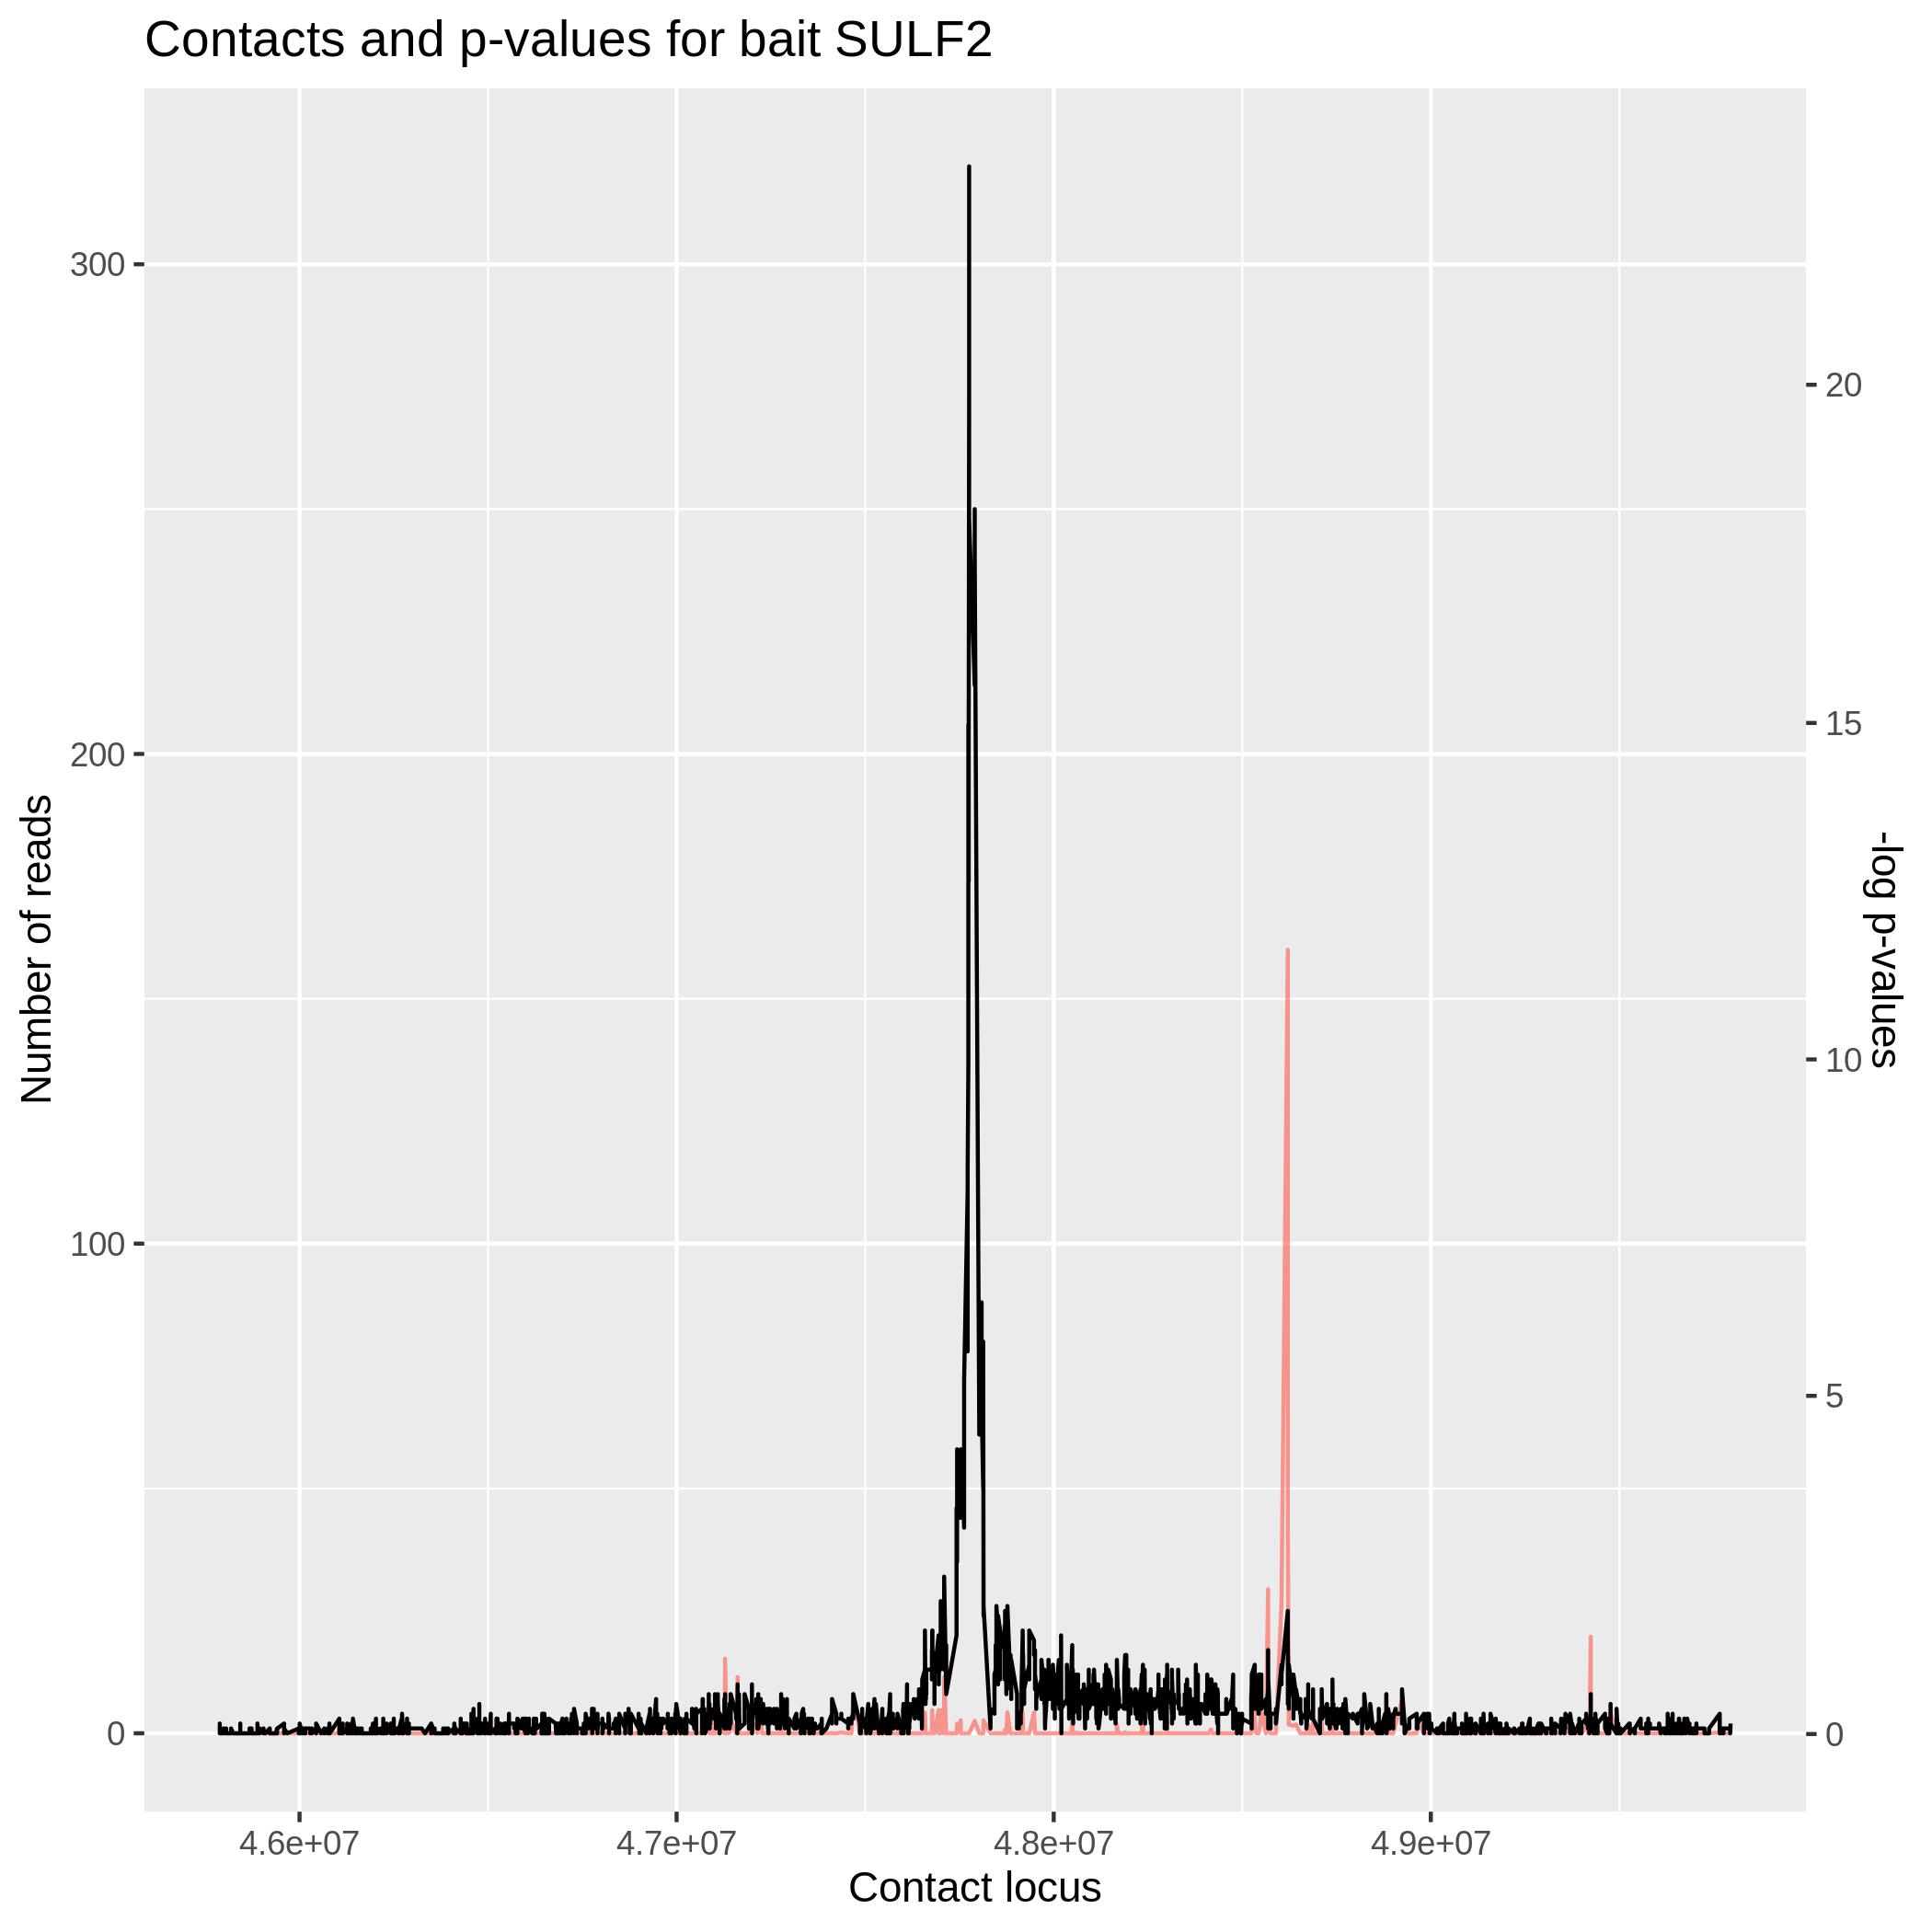 Contacts and p-values for bait SULF2
300
200
100
0
Number of reads
20
15
10
5
0
-log p-values
4.6e+07
4.7e+07
4.8e+07
4.9e+07
Contact locus